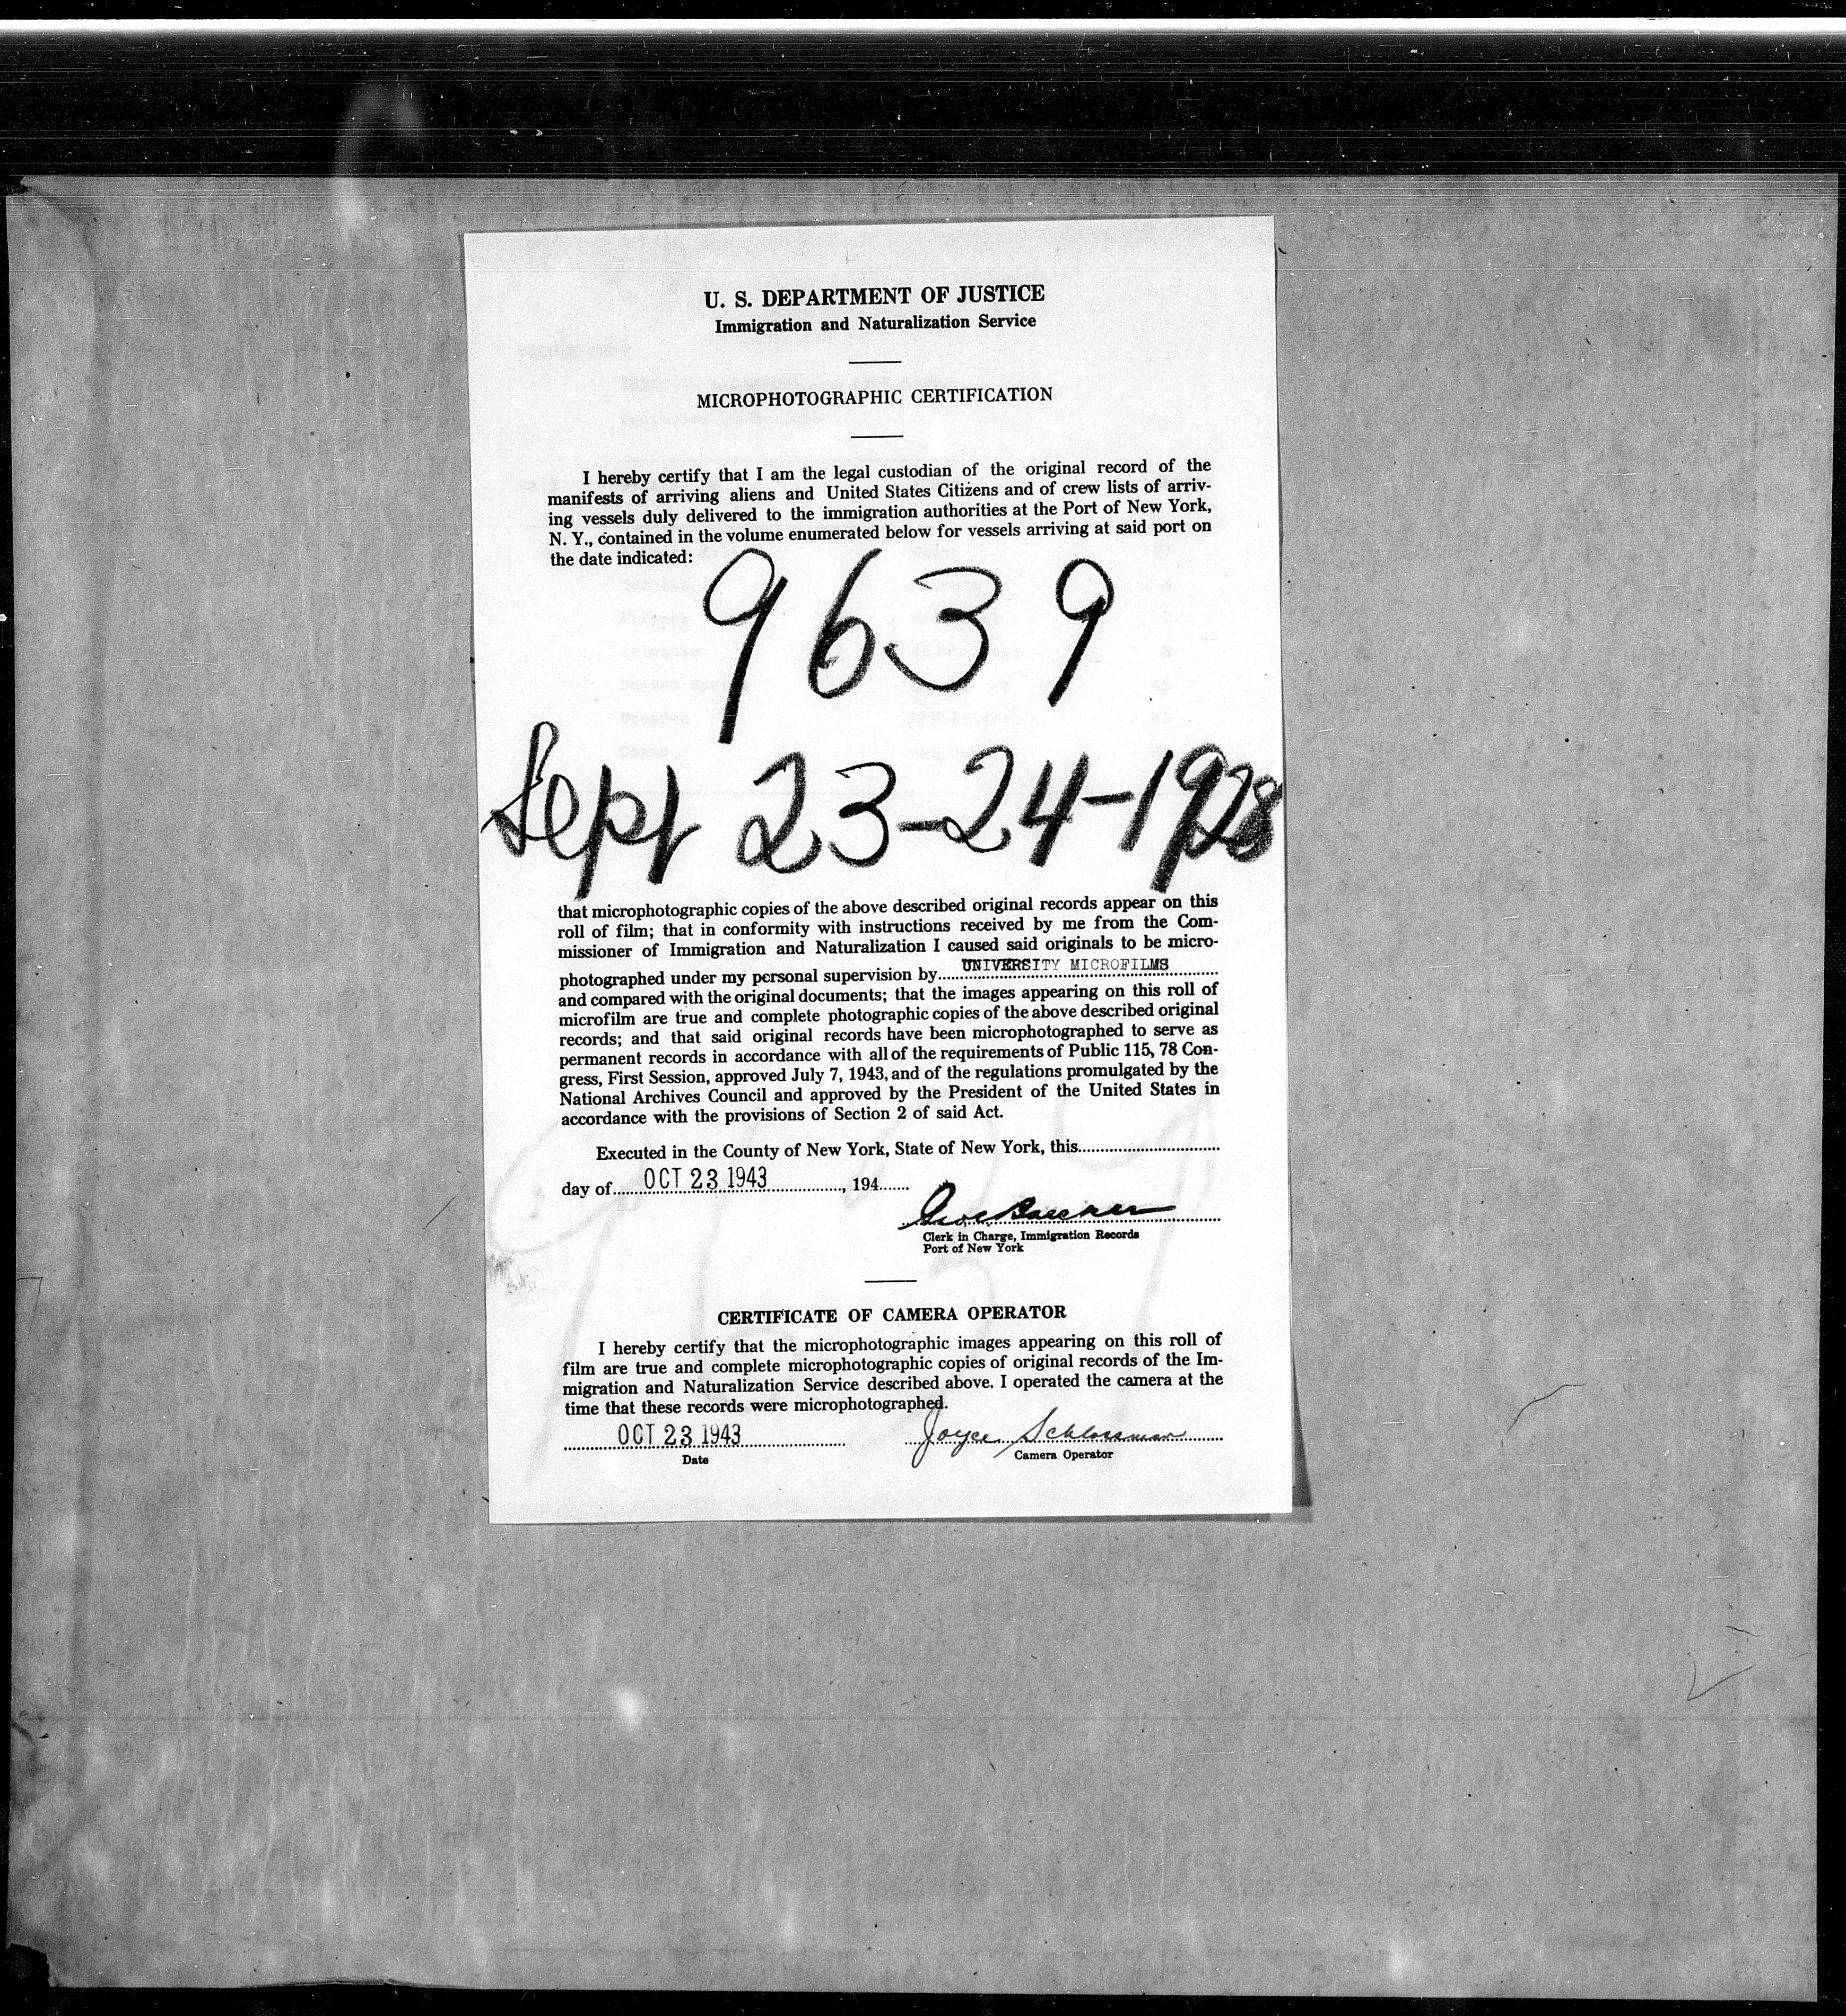 U. S. DEPARTMENT OF JUSTICE
Immigration and Naturalization Service
MICROPHOTOGRAPHIC CERTIFICATION
I hereby certify that I am the legal custodian of the original record of the
manifests of arriving aliens and United States Citizens and of crew lists of arriv-
ing vessels duly delivered to the immigration authorities at the Port of New York,
N. Y., contained in the volume enumerated below for vessels arriving at said port on
the date indicated:
9639
Sept 23-24-1928
that microphotographic copies of the above described original records appear on this
roll of film; that in conformity with instructions received by me from the Com-
missioner of Immigration and Naturalization I caused said originals to be micro-
photographed under my personal supervision by UNIVERSITY MICROFILMS
and compared with the original documents; that the images appearing on this roll of
microfilm are true and complete photographic copies of the above described original
records; and that said original records have been microphotographed to serve as
permanent records in accordance with all of the requirements of Public 115, 78 Con-
gress, First Session, approved July 7, 1943, and of the regulations promulgated by the
National Archives Council and approved by the President of the United States in
accordance with the provisions of Section 2 of said Act.
Executed in the County of New York, State of New York, this
day of OCT 23 1943, 194
Clerk in Charge, Immigration Records
Port of New York
CERTIFICATE OF CAMERA OPERATOR
I hereby certify that the microphotographic images appearing on this roll of
film are true and complete microphotographic copies of original records of the Im-
migration and Naturalization Service described above. I operated the camera at the
time that these records were microphotographed.
OCT 23 1943 Joyce Schlossman
Date Camera Operator